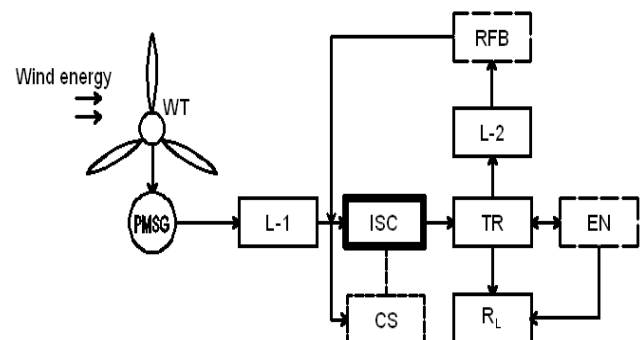 RFB
Wind energy
WT
L-2
PMSG
L-1
ISC
TR
EN
CS
RL